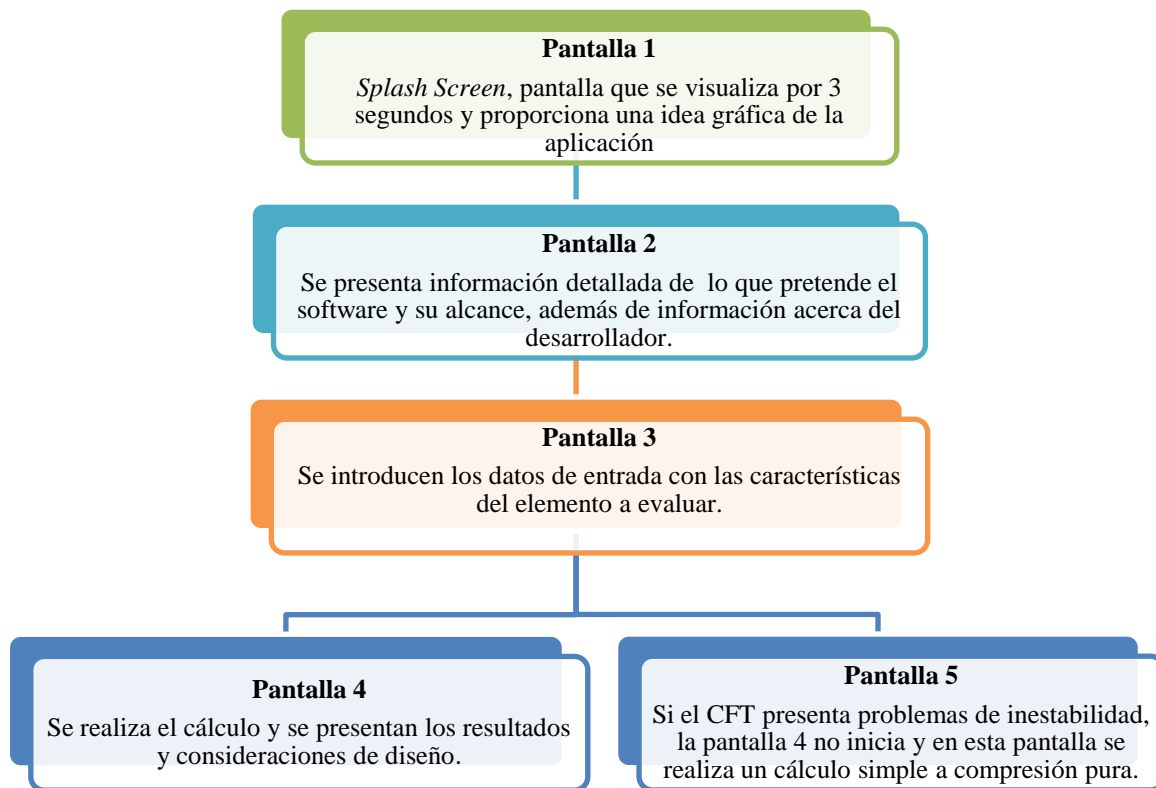 Pantalla 1
Splash Screen, pantalla que se visualiza por 3
segundos y proporciona una idea gráfica de la
aplicación
Pantalla 2
Se presenta información detallada de  lo que pretende el
software y su alcance, además de información acerca del
desarrollador.
Pantalla 3
Se introducen los datos de entrada con las características
del elemento a evaluar.
Pantalla 4
Se realiza el cálculo y se presentan los resultados
y consideraciones de diseño.
Pantalla 5
Si el CFT presenta problemas de inestabilidad,
la pantalla 4 no inicia y en esta pantalla se
realiza un cálculo simple a compresión pura.